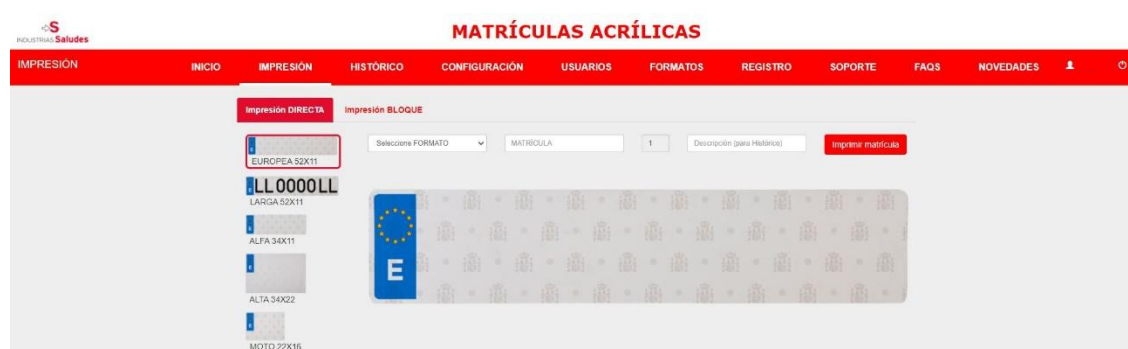 S
INDUSTRIAS Saludes
MATRÍCULAS ACRÍLICAS
IMPRESIÓN
INICIO IMPRESIÓN HISTÓRICO CONFIGURACIÓN USUARIOS FORMATOS REGISTRO SOPORTE FAQS NOVEDADES
Impresión DIRECTA Impresión BLOQUE
Seleccione FORMATO MATRÍCULA 1 Descripción (para Histórico) Imprimir matrícula
E
EUROPEA 52X11
LL 0000 LL
LARGA 52X11
ALFA 34X11
ALTA 34X22
MOTO 22X16
E